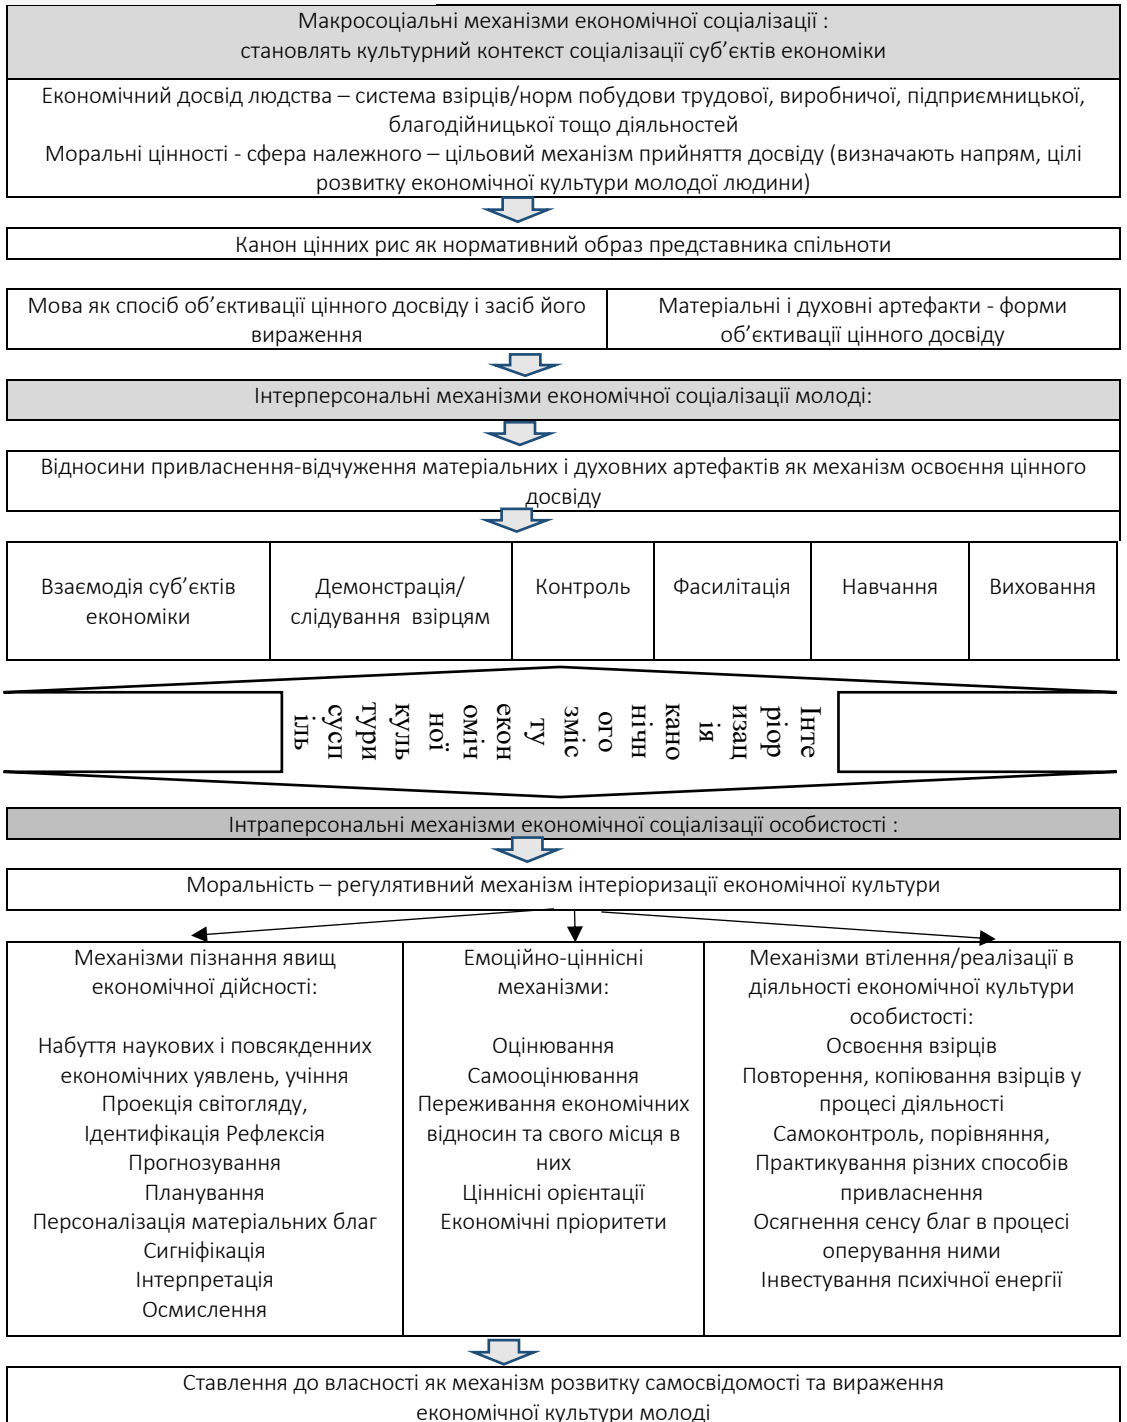 Макросоціальні механізми економічної соціалізації :
становлять культурний контекст соціалізації суб’єктів економіки
Економічний досвід людства – система взірців/норм побудови трудової, виробничої, підприємницької,
благодійницької тощо діяльностей
Моральні цінності - сфера належного – цільовий механізм прийняття досвіду (визначають напрям, цілі
розвитку економічної культури молодої людини)
Канон цінних рис як нормативний образ представника спільноти
Мова як спосіб об’єктивації цінного досвіду і засіб його
вираження
Матеріальні і духовні артефакти - форми
об’єктивації цінного досвіду
Інтерперсональні механізми економічної соціалізації молоді:
Відносини привласнення-відчуження матеріальних і духовних артефактів як механізм освоєння цінного
досвіду
Взаємодія суб’єктів
економіки
Демонстрація/
слідування взірцям
Контроль
Фасилітація
Навчання
Виховання
Інте
ріор
изац
ія
кано
нічн
ого
зміс
ту
екон
оміч
ної
куль
тури
сусп
іль
Інтраперсональні механізми економічної соціалізації особистості :
Моральність – регулятивний механізм інтеріоризації економічної культури
Механізми пізнання явищ
економічної дійсності:
Набуття наукових і повсякденних
економічних уявлень, учіння
Проекція світогляду,
Ідентифікація Рефлексія
Прогнозування
Планування
Персоналізація матеріальних благ
Сигніфікація
Інтерпретація
Осмислення
Емоційно-ціннісні
механізми:
Оцінювання
Самооцінювання
Переживання економічних
відносин та свого місця в
них
Ціннісні орієнтації
Економічні пріоритети
Механізми втілення/реалізації в
діяльності економічної культури
особистості:
Освоєння взірців
Повторення, копіювання взірців у
процесі діяльності
Самоконтроль, порівняння,
Практикування різних способів
привласнення
Осягнення сенсу благ в процесі
оперування ними
Інвестування психічної енергії
Ставлення до власності як механізм розвитку самосвідомості та вираження
економічної культури молоді